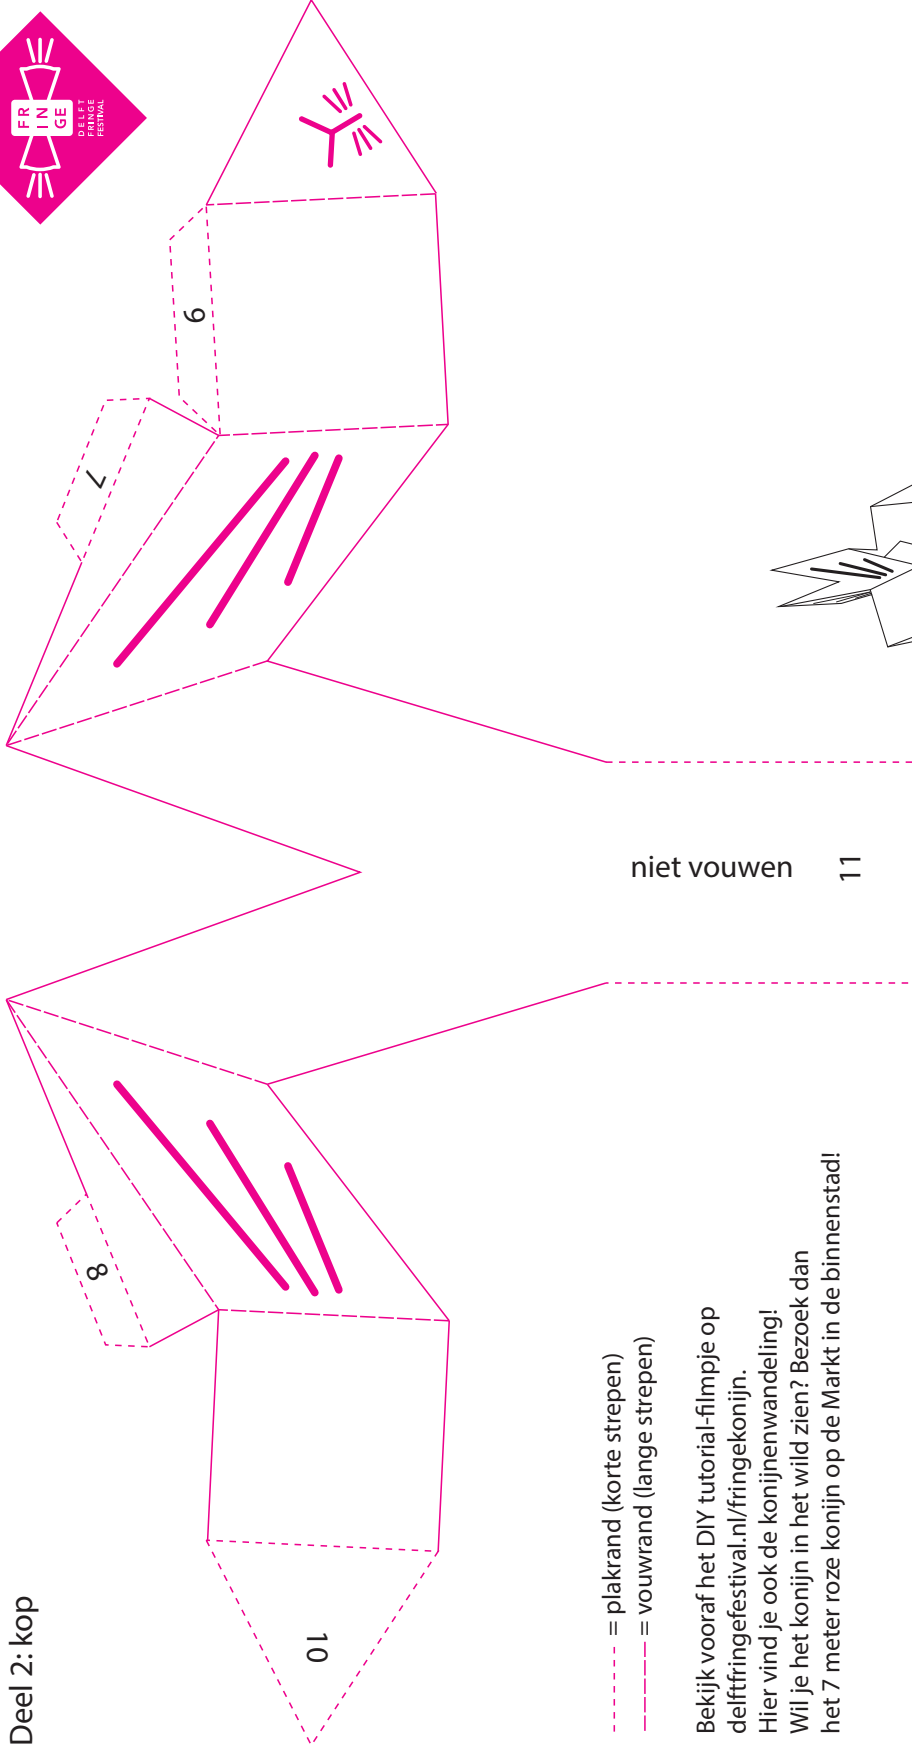 Deel 2: kop
FR
IN
GE
DELFT
FRINGE
FESTIVAL
10
8
7
9
niet vouwen
11
= plakrand (korte strepen)
= vouwrand (lange strepen)
Bekijk vooraf het DIY tutorial-filmpje op
delftfringefestival.nl/fringekonijn.
Hier vind je ook de konijnenwandeling!
Wil je het konijn in het wild zien? Bezoek dan
het 7 meter roze konijn op de Markt in de binnenstad!